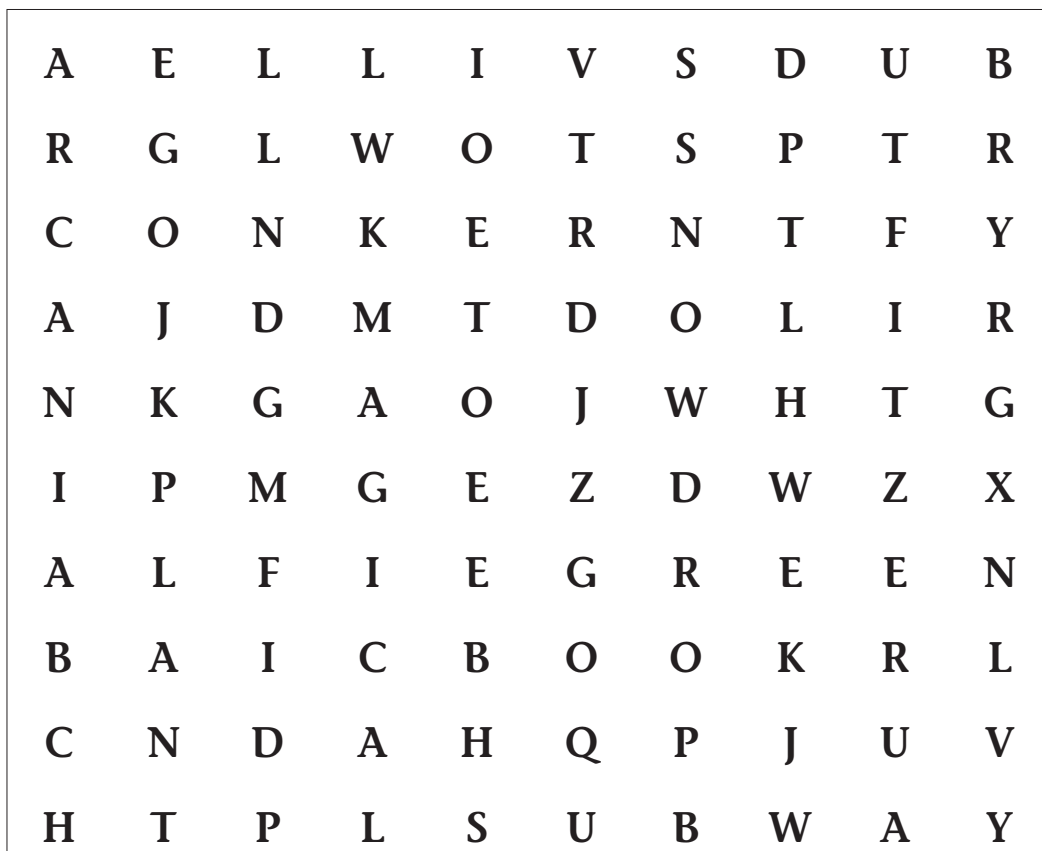 A E L L I V S D U B
R G L W O T S P T R
C O N K E R N T F Y
A J D M T D O L I R
N K G A O J W H T G
I P M G E Z D W Z X
A L F I E G R E E N
B A I C B O O K R L
C N D A H Q P J U V
H T P L S U B W A Y